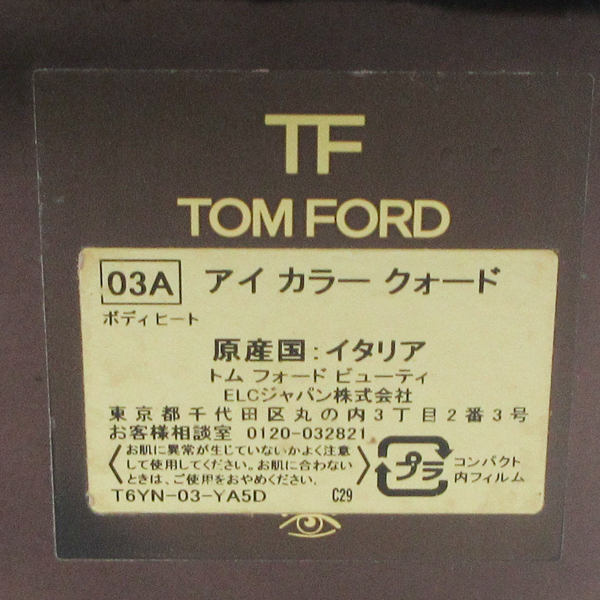 TF
TOM FORD
03A アイ カラー クォード
ボディヒート
原産国:イタリア
トム フォード ビューティ
ELCジャパン株式会社
東京都千代田区丸の内3丁目2番3号
お客様相談室 0120-032821
お肌に異常が生じていないかよく注意
して使用してください。お肌に合わない
ときは、ご使用をおやめください。
プラ
コンパクト
内フィルム
T6YN-03-YA5D C29